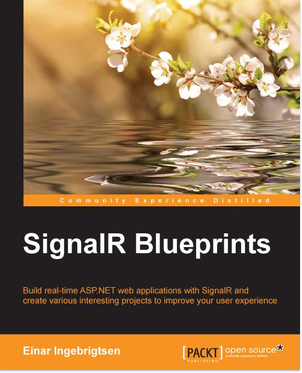 Community Experience Distilled
SignalR Blueprints
Build real-time ASP.NET web applications with SignalR and
create various interesting projects to improve your user experience
Einar Ingebrigtsen
[PACKT] open source*
PUBLISHING